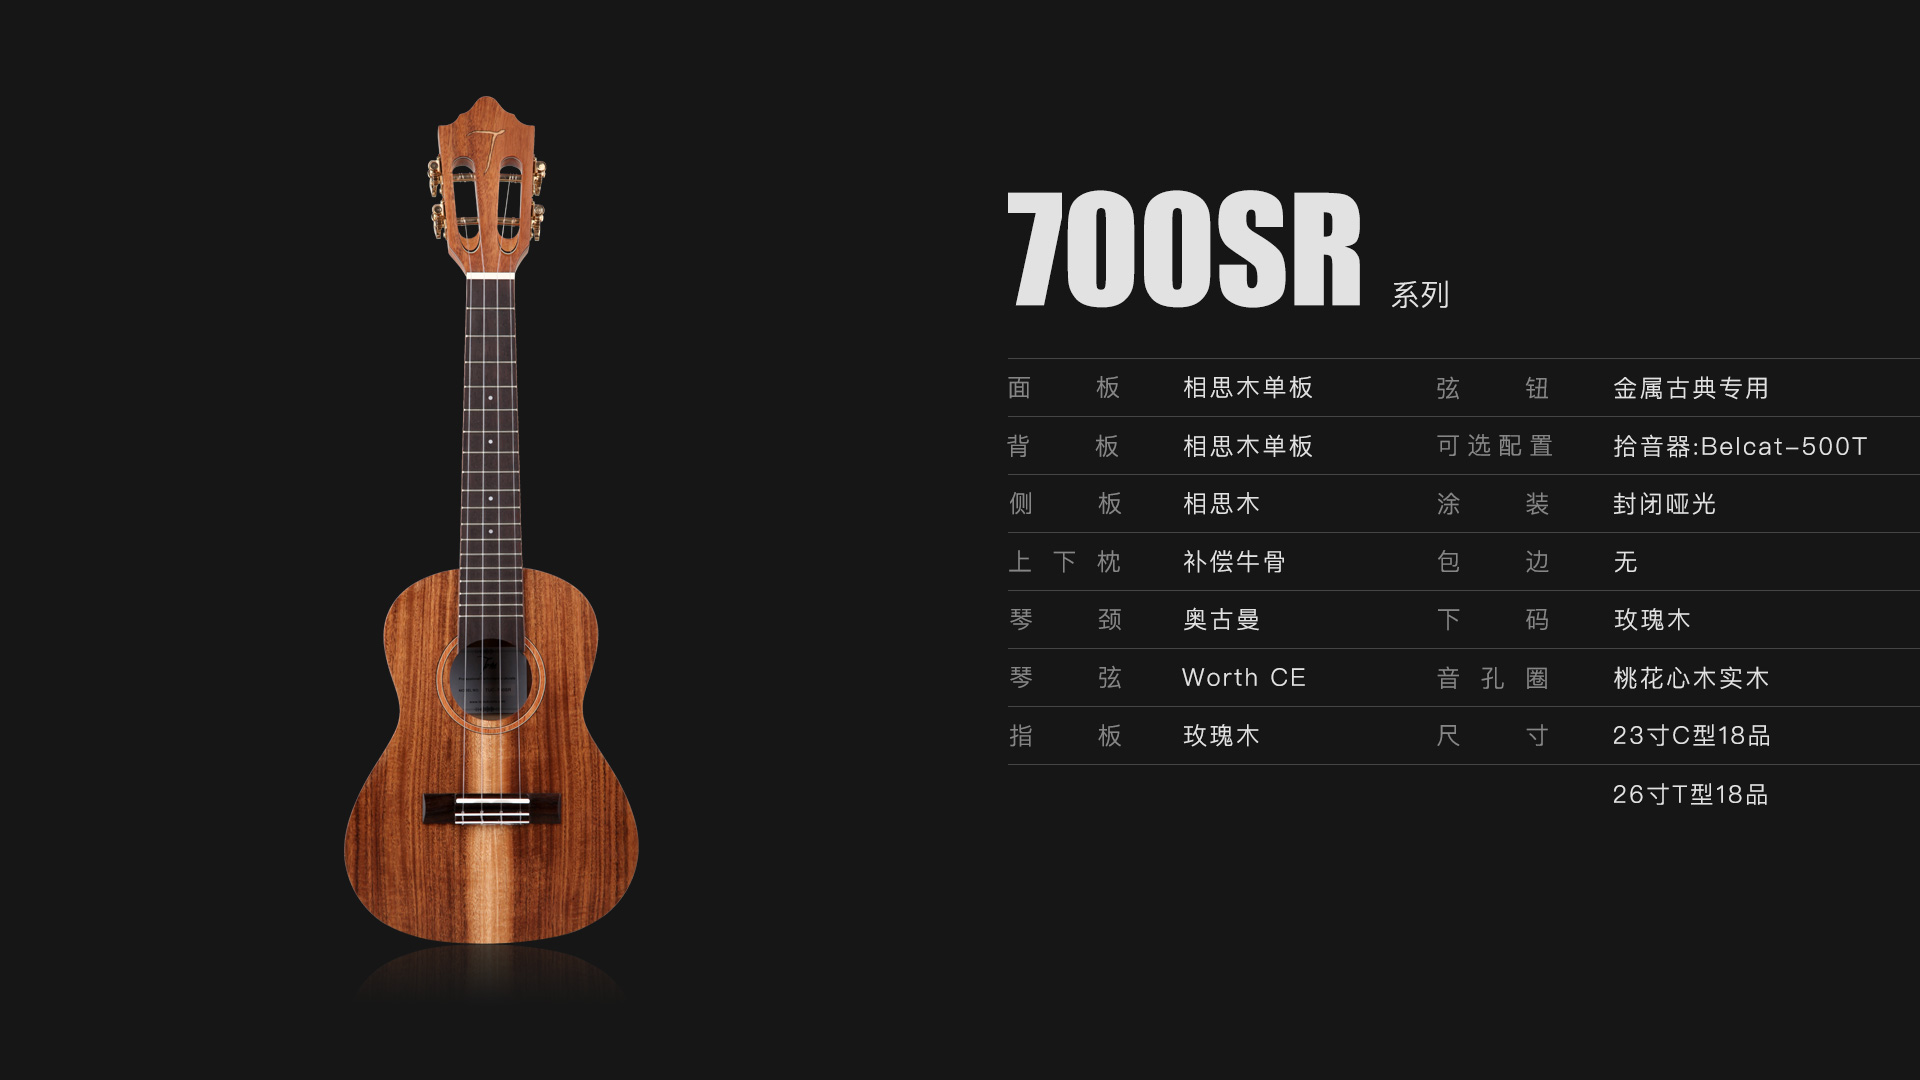 700SR 系列
面板 相思木单板 弦钮 金属古典专用
背板 相思木单板 可选配置 拾音器:Belcat-500T
侧板 相思木 涂装 封闭哑光
上下枕 补偿牛骨 包边 无
琴颈 奥古曼 下码 玫瑰木
琴弦 Worth CE 音孔圈 桃花心木实木
指板 玫瑰木 尺寸 23寸C型18品
26寸T型18品